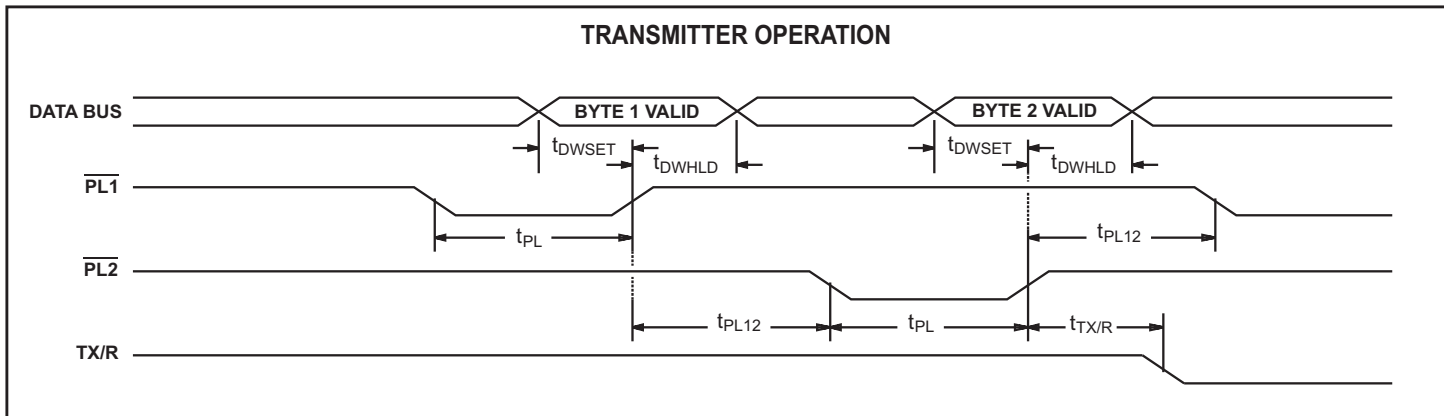 TRANSMITTER OPERATION
DATA BUS
BYTE 1 VALID
BYTE 2 VALID
tDWSET
tDWHLD
tDWSET
tDWHLD
PL1
tPL
tPL12
PL2
tPL12
tPL
tTX/R
TX/R